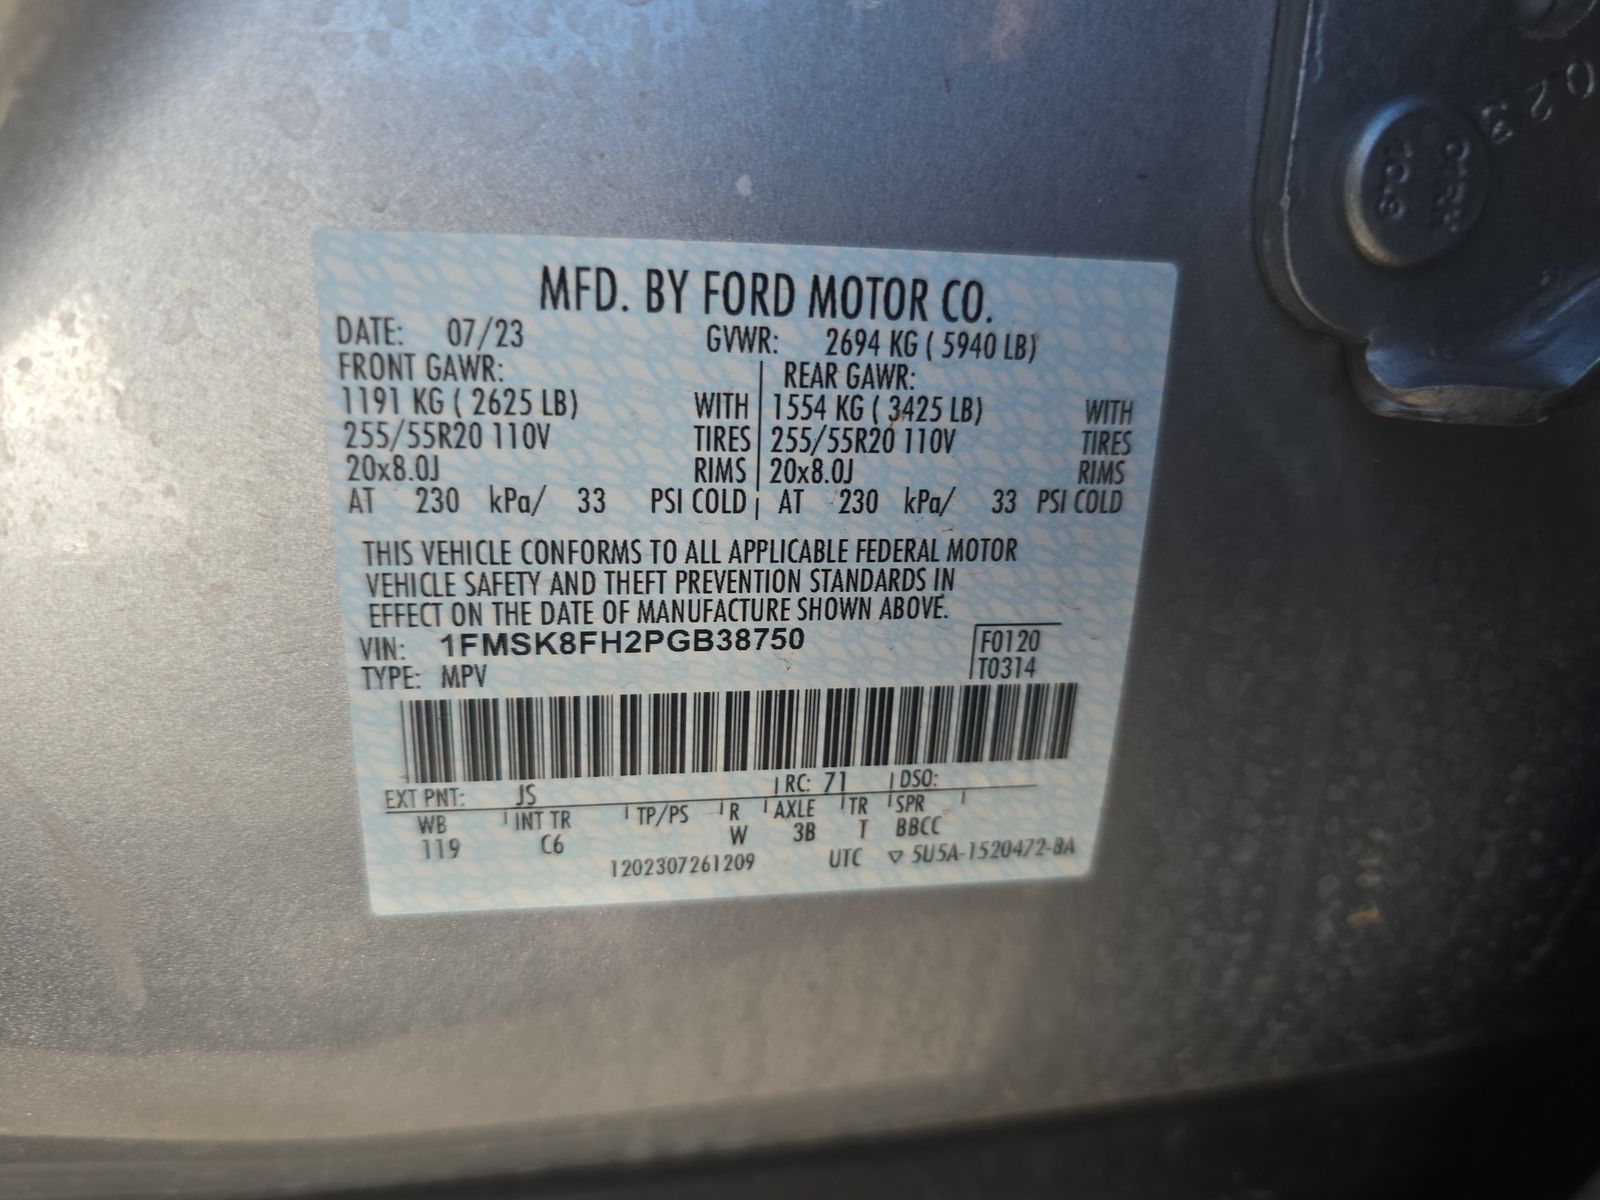 MFD. BY FORD MOTOR CO.
DATE: 07/23 GVWR: 2694 KG ( 5940 LB)
FRONT GAWR: REAR GAWR:
1191 KG ( 2625 LB) WITH 1554 KG ( 3425 LB) WITH
255/55R20 110V TIRES 255/55R20 110V TIRES
20x8.0J RIMS 20x8.0J RIMS
AT 230 kPa/ 33 PSI COLD AT 230 kPa/ 33 PSI COLD
THIS VEHICLE CONFORMS TO ALL APPLICABLE FEDERAL MOTOR
VEHICLE SAFETY AND THEFT PREVENTION STANDARDS IN
EFFECT ON THE DATE OF MANUFACTURE SHOWN ABOVE.
VIN: 1FMSK8FH2PGB38750 F0120
TYPE: MPV T0314
EXT PNT: JS RC: 71 DSO:
WB INT TR TP/PS R AXLE TR SPR
119 C6 W 3B T BBCC
1202307261209 UTC ▽ 5U5A-1520472-BA
023
10.9